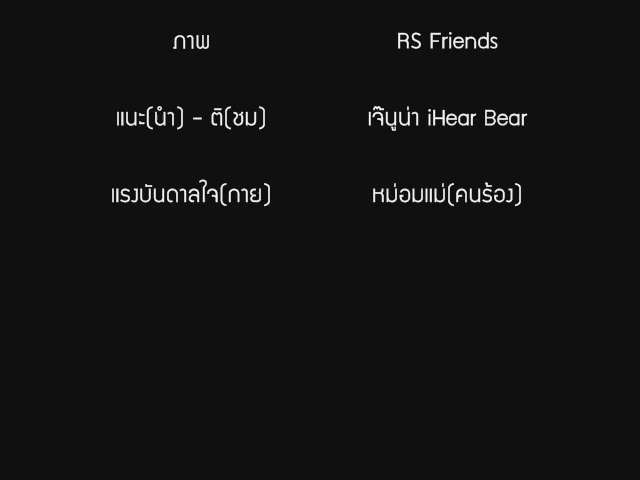 ภาพ RS Friends
แนะ(นำ) - ติ(ชม) เจ๊นูน่า iHear Bear
แรงบันดาลใจ(กาย) หม่อมแม่(คนร้อง)